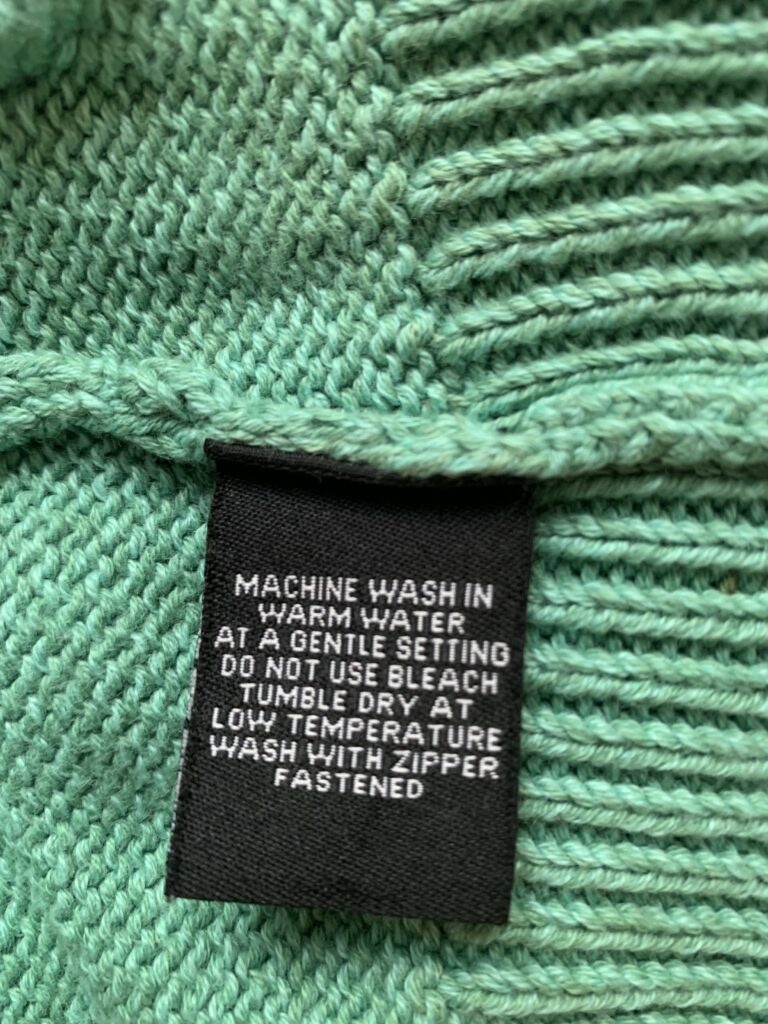 MACHINE WASH IN
WARM WATER
AT A GENTLE SETTING
DO NOT USE BLEACH
TUMBLE DRY AT
LOW TEMPERATURE
WASH WITH ZIPPER
FASTENED